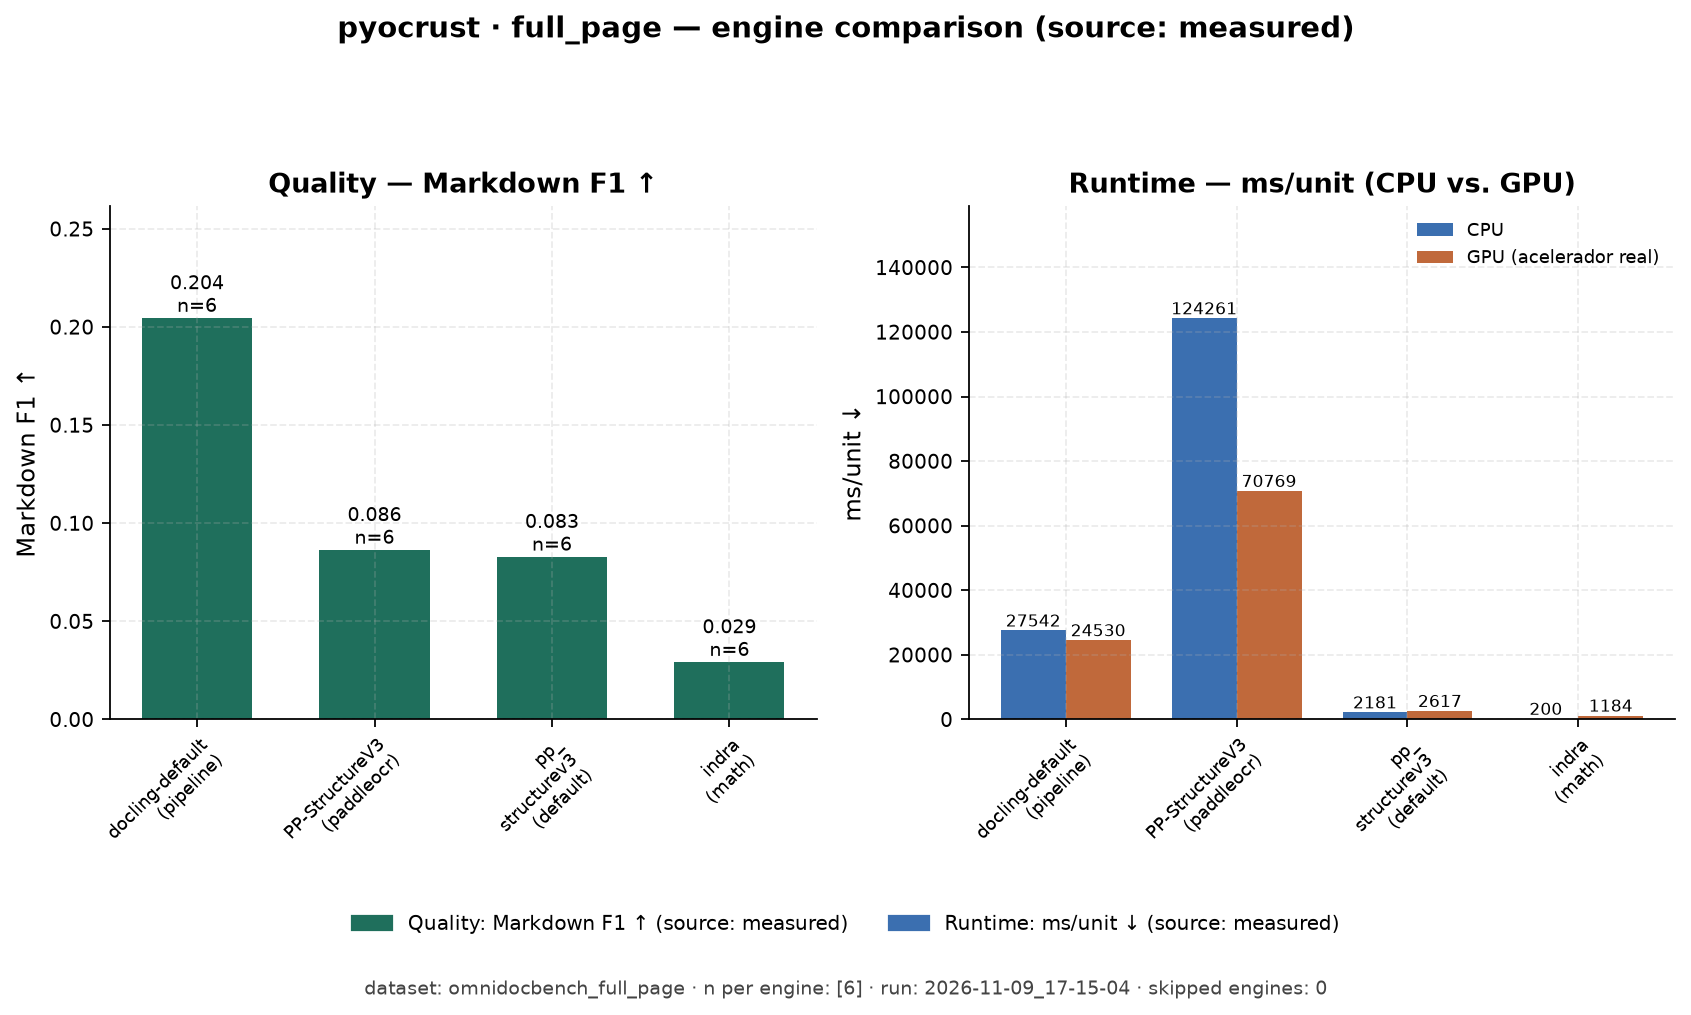 pyocrust · full_page — engine comparison (source: measured)
Quality — Markdown F1 ↑
Markdown F1 ↑
0.25
0.20
0.15
0.10
0.05
0.00
0.204
n=6
0.086
n=6
0.083
n=6
0.029
n=6
docling-default
(pipeline)
PP-StructureV3
(paddleocr)
pp_
structurev3
(default)
indra
(math)
Runtime — ms/unit (CPU vs. GPU)
CPU
GPU (acelerador real)
ms/unit ↓
140000
120000
100000
80000
60000
40000
20000
0
27542
24530
124261
70769
2181
2617
200
1184
docling-default
(pipeline)
PP-StructureV3
(paddleocr)
pp_
structurev3
(default)
indra
(math)
Quality: Markdown F1 ↑ (source: measured)
Runtime: ms/unit ↓ (source: measured)
dataset: omnidocbench_full_page · n per engine: [6] · run: 2026-11-09_17-15-04 · skipped engines: 0